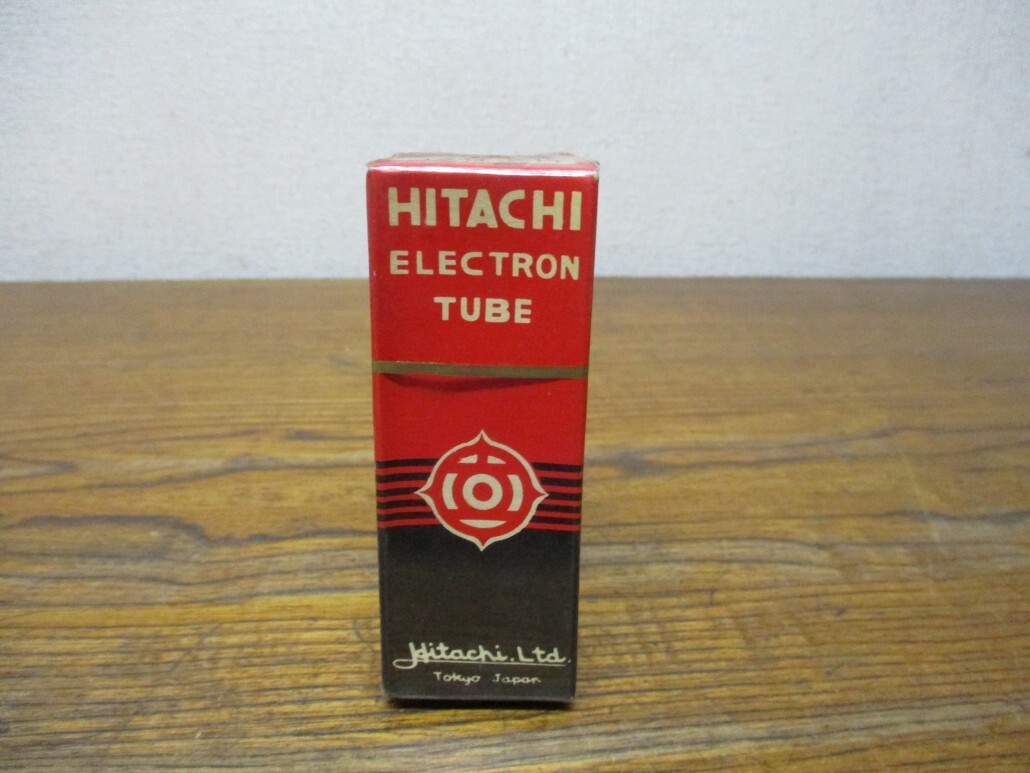 HITACHI
ELECTRON
TUBE
Hitachi, Ltd.
Tokyo Japan